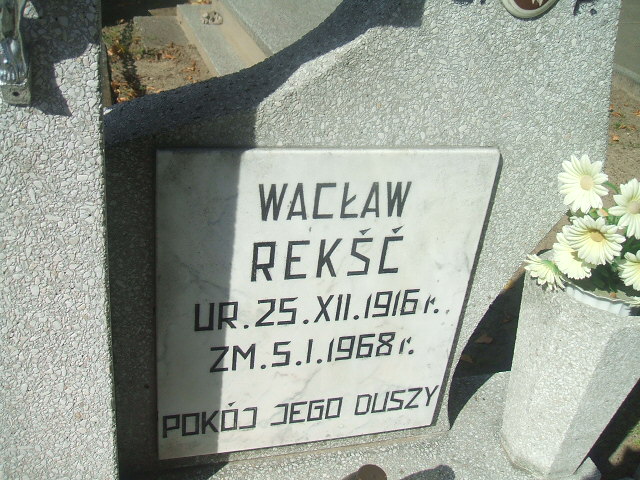 WACŁAW
REKŚĆ
UR. 25. XII. 1916 r.
ZM. 5. I. 1968 r.
POKÓJ JEGO DUSZY